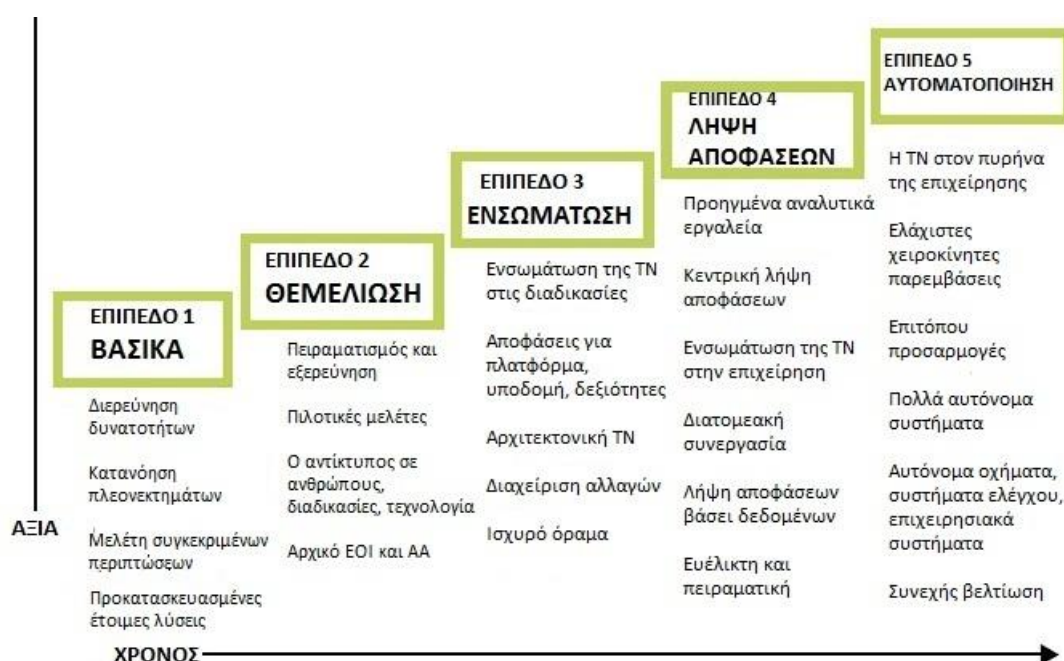 ΕΠΙΠΕΔΟ 1
ΒΑΣΙΚΑ
Διερεύνηση
δυνατοτήτων
Κατανόηση
πλεονεκτημάτων
Μελέτη συγκεκριμένων
περιπτώσεων
Προκατασκευασμένες
έτοιμες λύσεις
ΕΠΙΠΕΔΟ 2
ΘΕΜΕΛΙΩΣΗ
Πειραματισμός και
εξερεύνηση
Πιλοτικές μελέτες
Ο αντίκτυπος σε
ανθρώπους,
διαδικασίες, τεχνολογία
Αρχικό ΕΟΙ και ΑΑ
ΕΠΙΠΕΔΟ 3
ΕΝΣΩΜΑΤΩΣΗ
Ενσωμάτωση της ΤΝ
στις διαδικασίες
Αποφάσεις για
πλατφόρμα,
υποδομή, δεξιότητες
Αρχιτεκτονική ΤΝ
Διαχείριση αλλαγών
Ισχυρό όραμα
ΕΠΙΠΕΔΟ 4
ΛΗΨΗ
ΑΠΟΦΑΣΕΩΝ
Προηγμένα αναλυτικά
εργαλεία
Κεντρική λήψη
αποφάσεων
Ενσωμάτωση της ΤΝ
στην επιχείρηση
Διατομεακή
συνεργασία
Λήψη αποφάσεων
βάσει δεδομένων
Ευέλικτη και
πειραματική
ΕΠΙΠΕΔΟ 5
ΑΥΤΟΜΑΤΟΠΟΙΗΣΗ
Η ΤΝ στον πυρήνα
της επιχείρησης
Ελάχιστες
χειροκίνητες
παρεμβάσεις
Επιτόπου
προσαρμογές
Πολλά αυτόνομα
συστήματα
Αυτόνομα οχήματα,
συστήματα ελέγχου,
επιχειρησιακά
συστήματα
Συνεχής βελτίωση
ΑΞΙΑ
ΧΡΟΝΟΣ